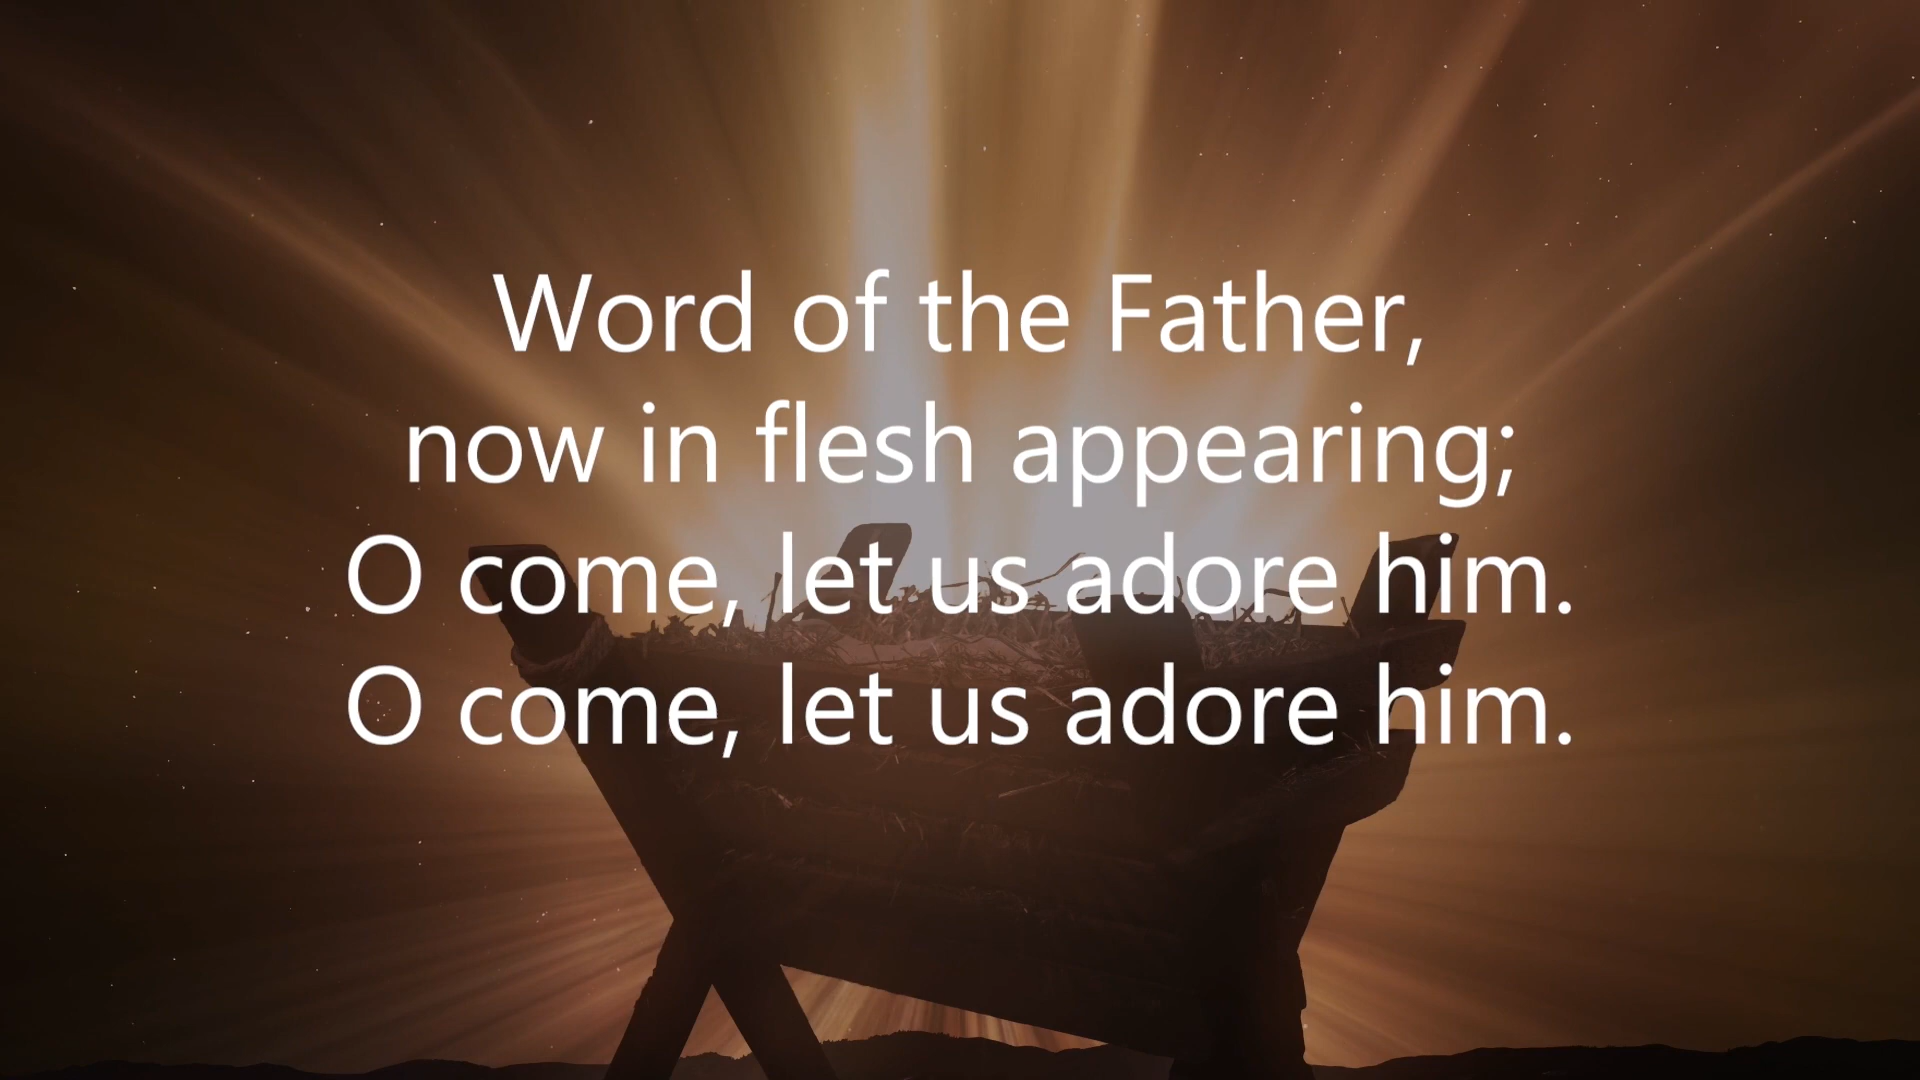 Word of the Father,
now in flesh appearing;
O come, let us adore him.
O come, let us adore him.